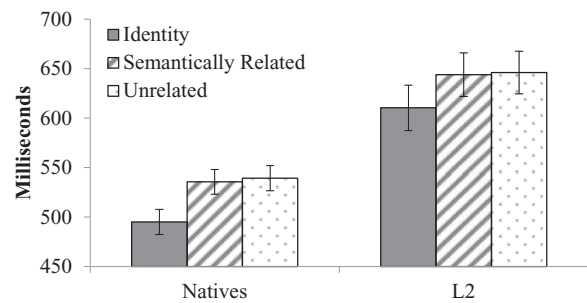 Milliseconds
700
650
600
550
500
450
Identity
Semantically Related
Unrelated
Natives
L2